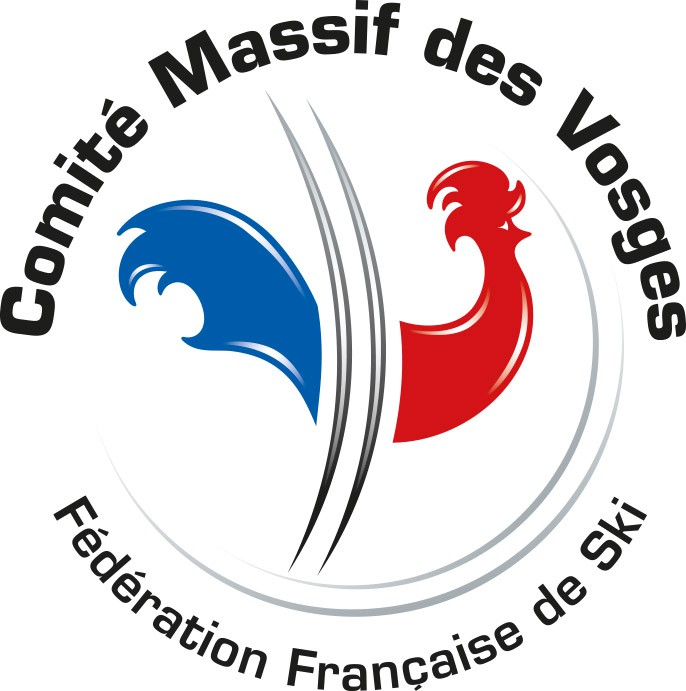 Comité Massif des Vosges
Fédération Française de Ski